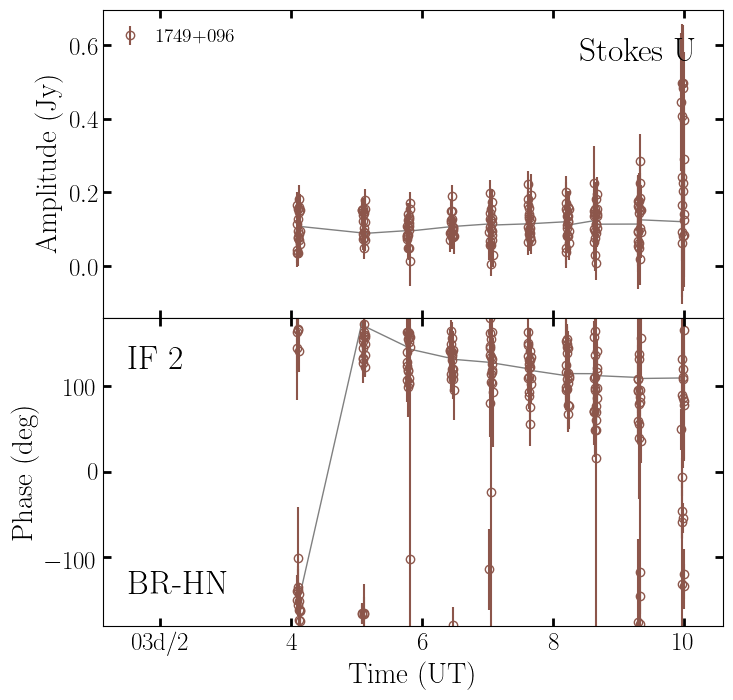 1749+096
Stokes U
Amplitude (Jy)
0.6
0.4
0.2
0.0
IF 2
BR-HN
Phase (deg)
100
0
−100
03d/2
4
6
8
10
Time (UT)